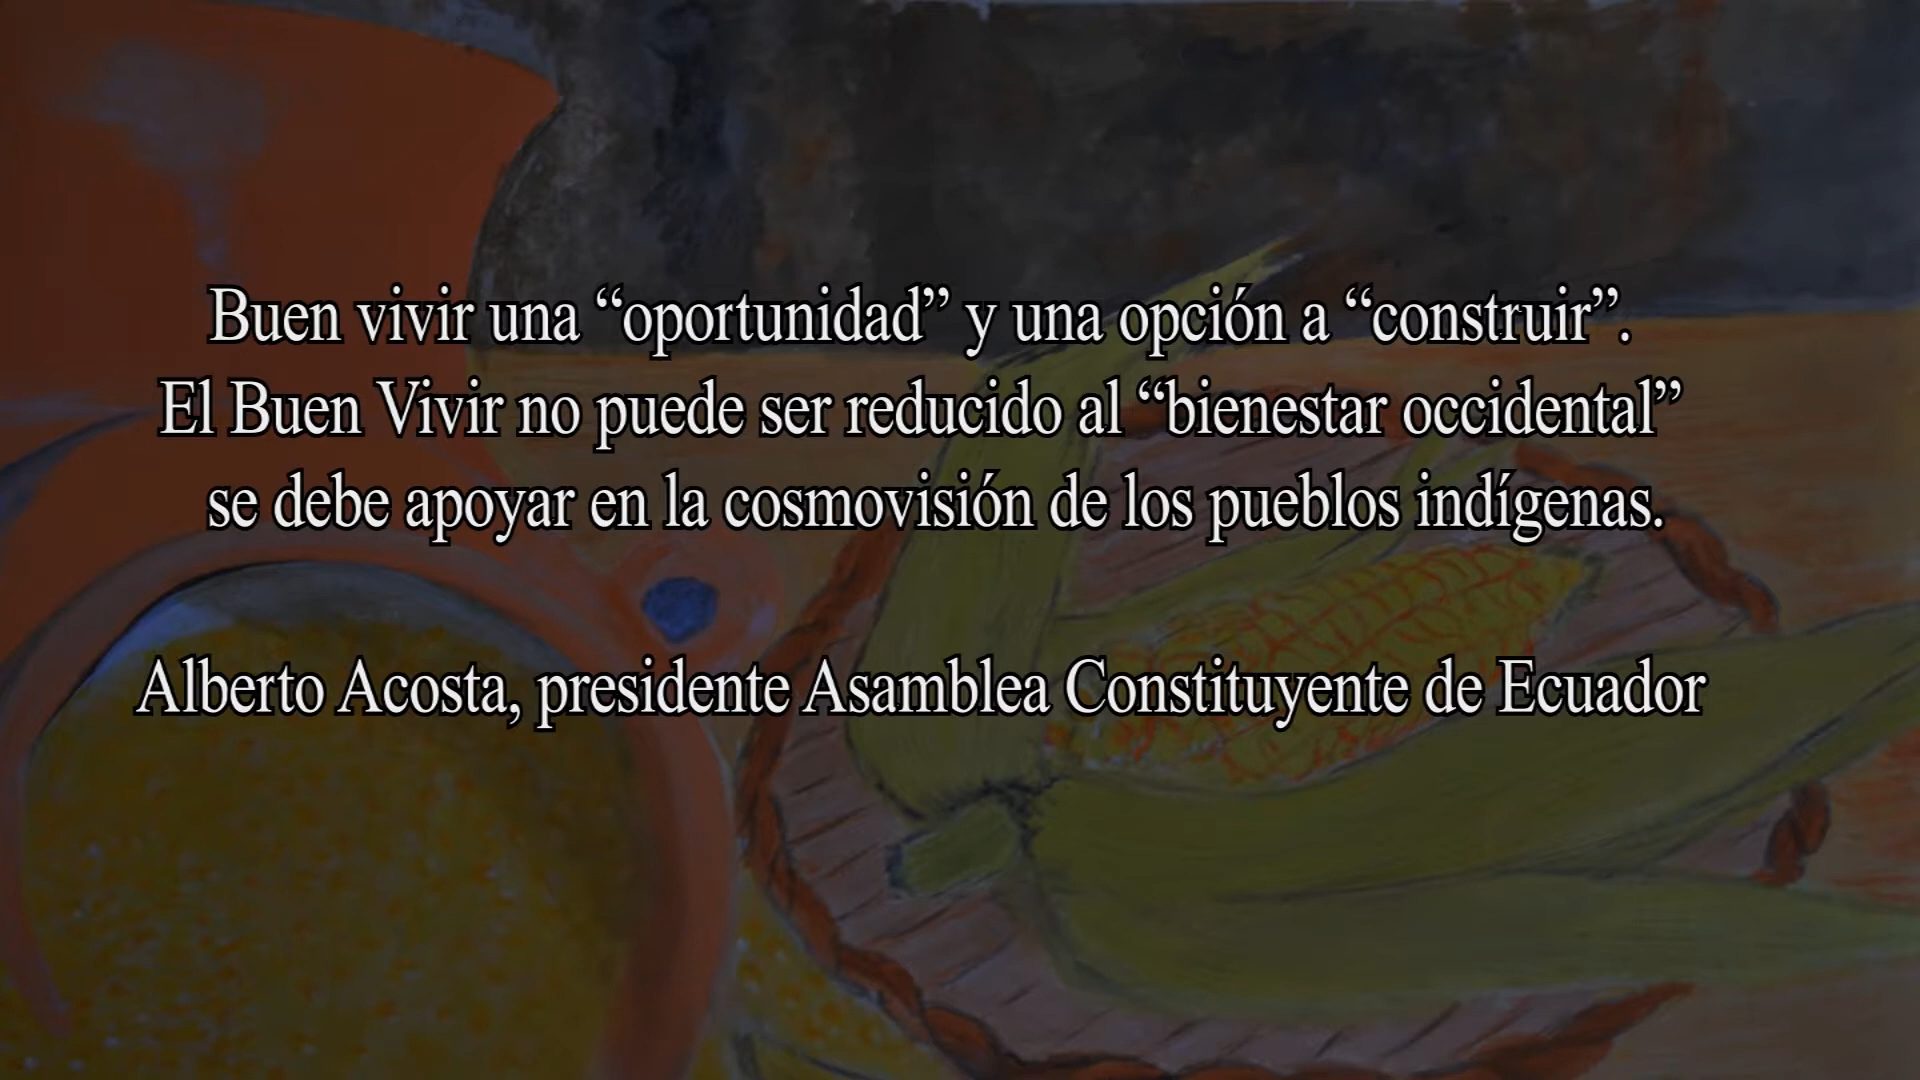 Buen vivir una “oportunidad” y una opción a “construir”.
El Buen Vivir no puede ser reducido al “bienestar occidental”
se debe apoyar en la cosmovisión de los pueblos indígenas.
Alberto Acosta, presidente Asamblea Constituyente de Ecuador